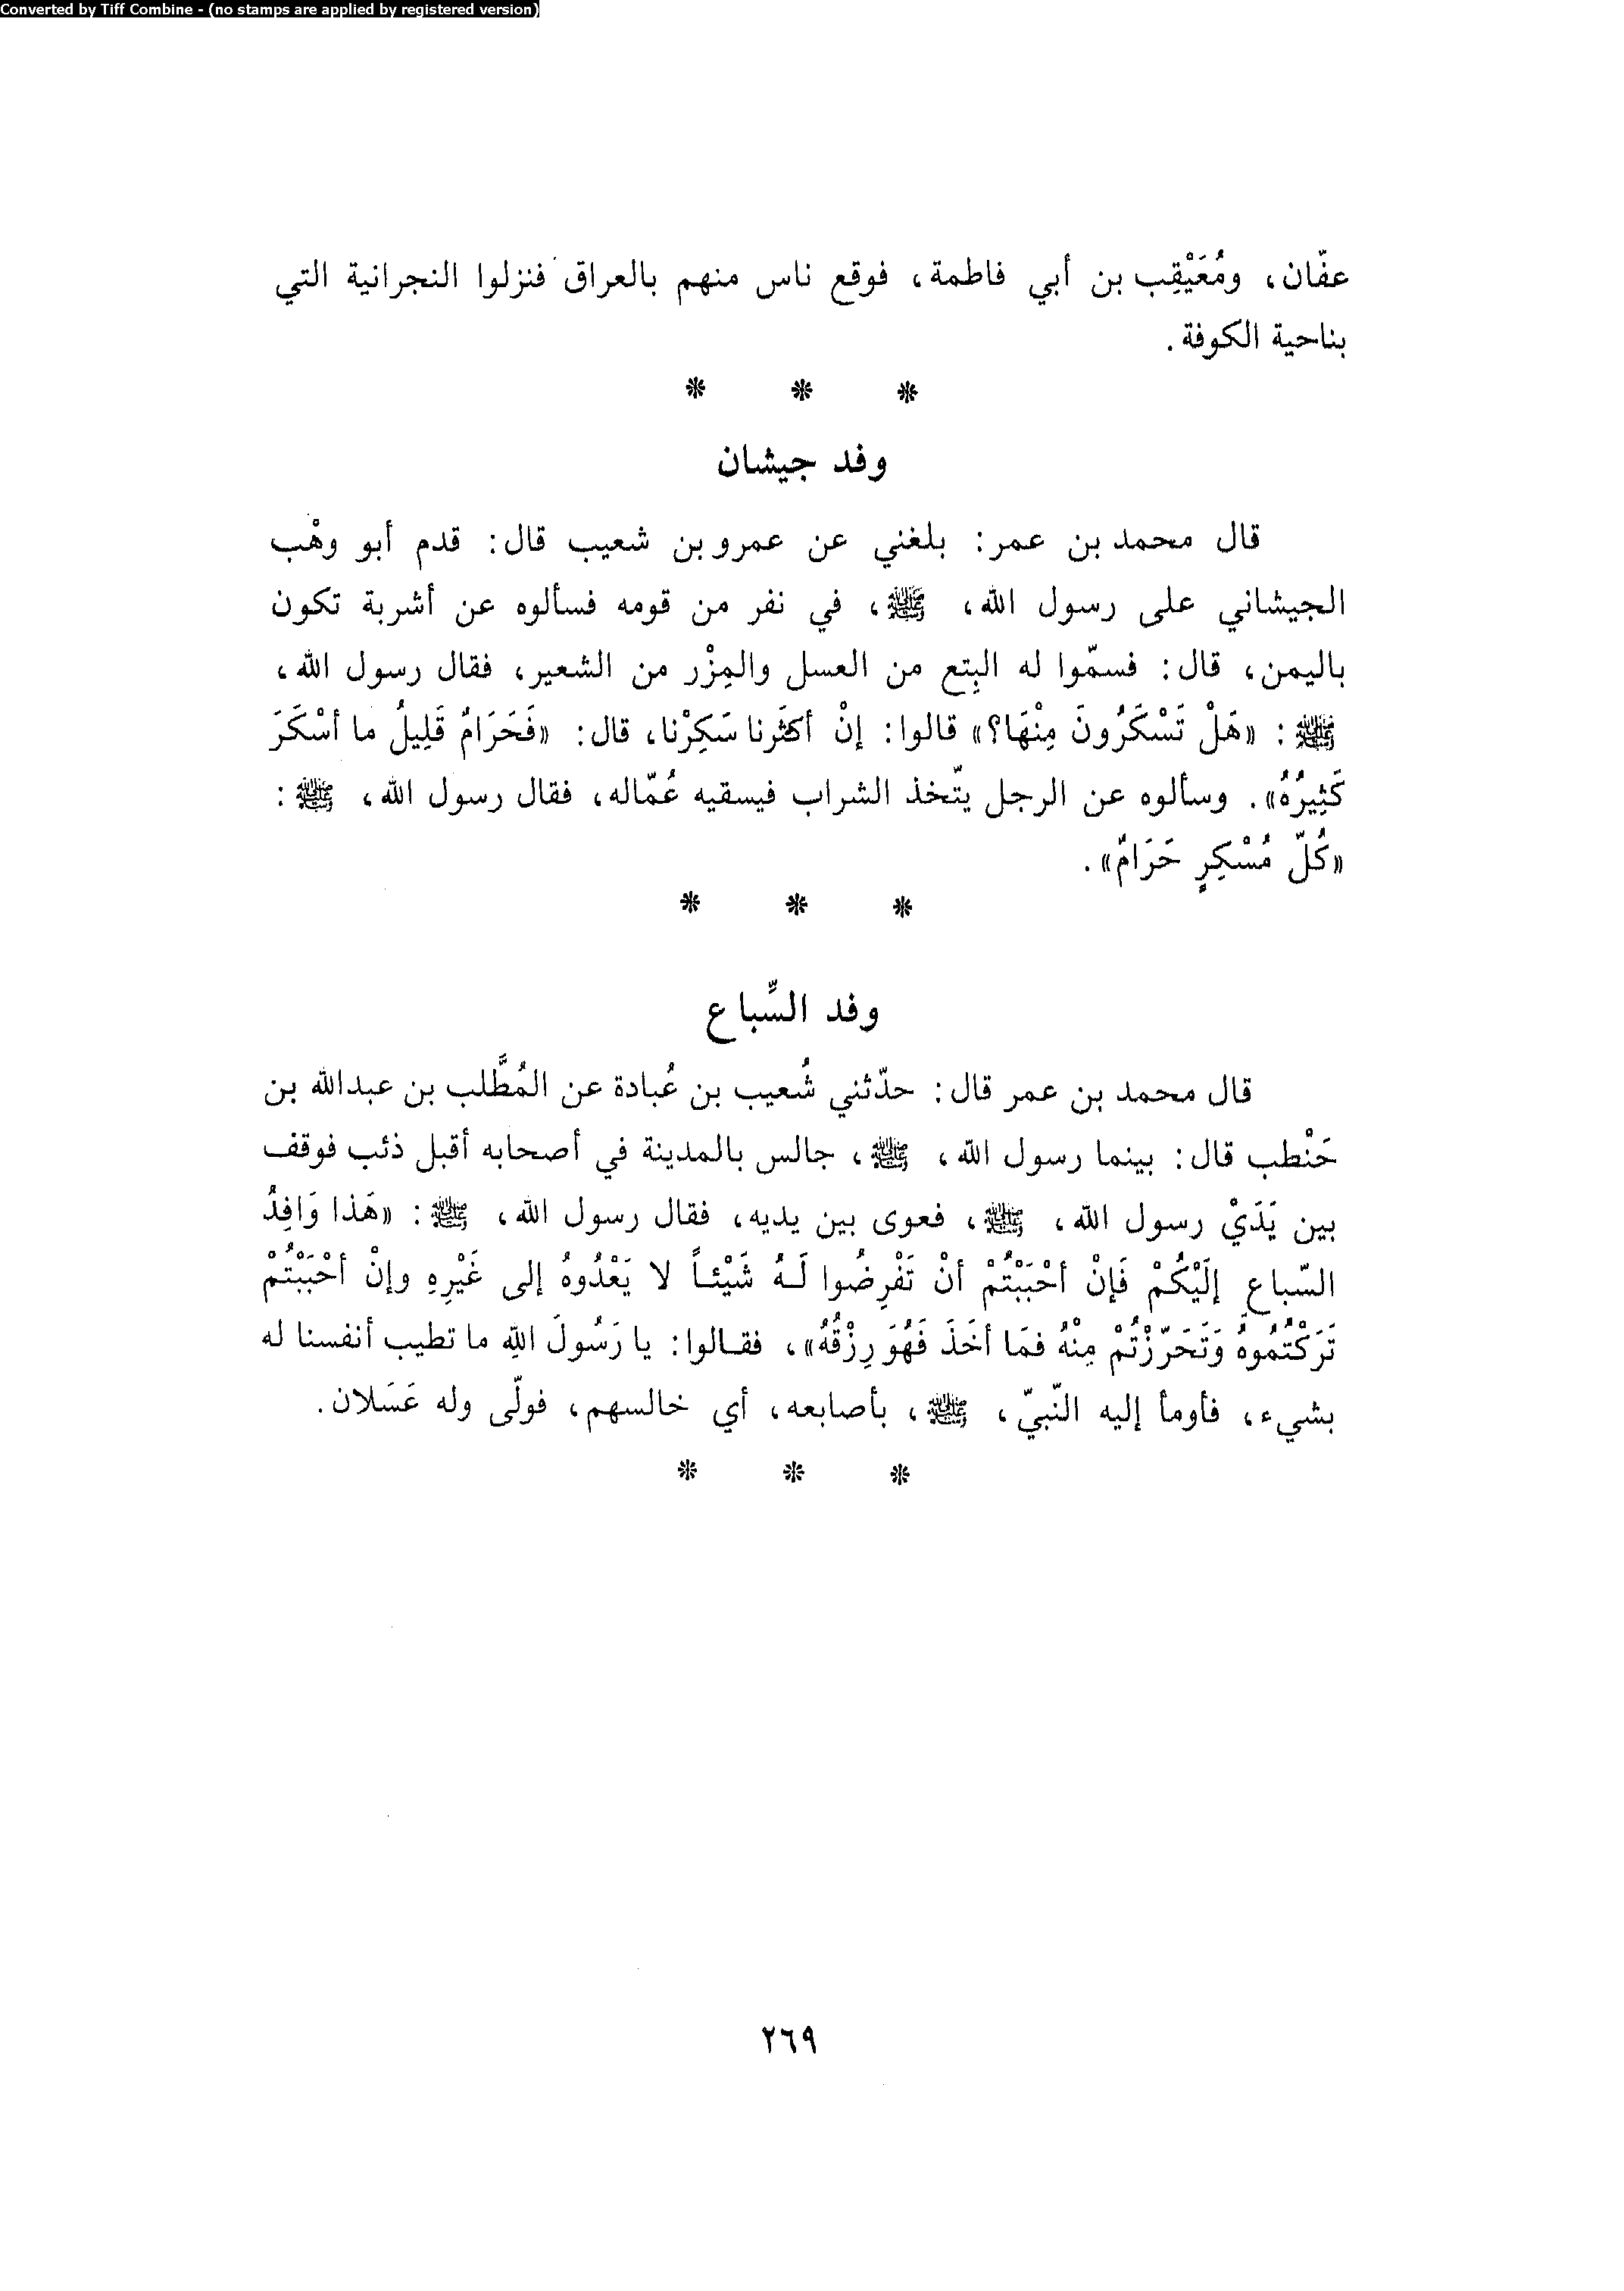 Converted by Tiff Combine - (no stamps are applied by registered version)
عفّان، ومُعَيْقِب بن أبي فاطمة، فوقع ناس منهم بالعراق فنزلوا النجرانية التي
بناحية الكوفة.
* * *
وفد جيشان
قال محمد بن عمر: بلغني عن عمرو بن شعيب قال: قدم أبو وهْب
الجيشاني على رسول الله، ﷺ، في نفر من قومه فسألوه عن أشربة تكون
باليمن، قال: فسمّوا له البِتع من العسل والمِزْر من الشعير، فقال رسول الله،
ﷺ: «هَلْ تَسْكَرُونَ مِنْهَا؟» قالوا: إنْ أكثَرنا سَكِرْنا، قال: «فَحَرَامٌ قَلِيلُ ما أسْكَرَ
كَثِيرُهُ». وسألوه عن الرجل يتّخذ الشراب فيسقيه عُمّاله، فقال رسول الله، ﷺ:
«كُلّ مُسْكِرٍ حَرَامٌ».
* * *
وفد السِّباع
قال محمد بن عمر قال: حدّثني شُعيب بن عُبادة عن المُطَّلب بن عبدالله بن
حَنْطب قال: بينما رسول الله، ﷺ، جالس بالمدينة في أصحابه أقبل ذئب فوقف
بين يَدَيْ رسول الله، ﷺ، فعوى بين يديه، فقال رسول الله، ﷺ: «هَذا وَافِدُ
السّباعِ إلَيْكُمْ فَإنْ أحْبَبْتُمْ أنْ تَفْرِضُوا لَهُ شَيْئاً لا يَعْدُوهُ إلى غَيْرِهِ وإنْ أحْبَبْتُمْ
تَرَكْتُمُوهُ وَتَحَرّزْتُمْ مِنْهُ فمَا أخَذَ فَهُوَ رِزْقُهُ»، فقالوا: يا رَسُولَ اللهِ ما تطيب أنفسنا له
بشيء، فأومأ إليه النّبيّ، ﷺ، بأصابعه، أي خالسهم، فولّى وله عَسَلان.
* * *
٢٦٩